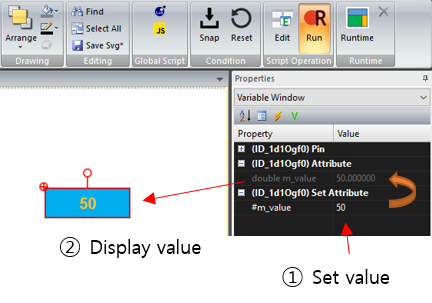 Arrange
Find
Select All
Save Svg*
JS
Snap
Reset
E
Edit
R
Run
Runtime
Drawing
Editing
Global Script
Condition
Script Operation
Runtime
Properties
Variable Window
A
Z
V
Property Value
(ID_1d1Ogf0) Pin
(ID_1d1Ogf0) Attribute
double m_value 50.000000
(ID_1d1Ogf0) Set Attribute
#m_value 50
50
② Display value
① Set value